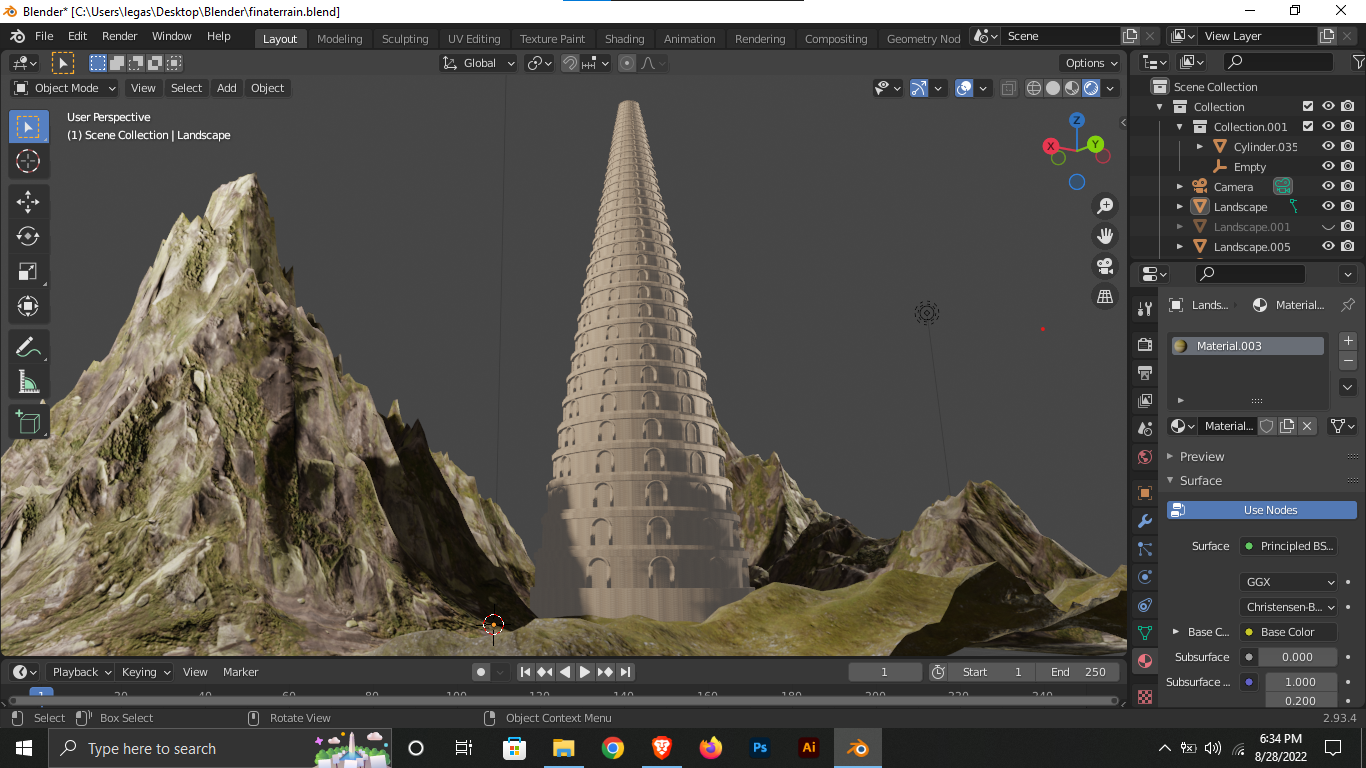 Blender* [C:\Users\legas\Desktop\Blender\finaterrain.blend]
File Edit Render Window Help Layout Modeling Sculpting UV Editing Texture Paint Shading Animation Rendering Compositing Geometry Nod Scene View Layer
Global Options
Object Mode View Select Add Object
User Perspective
(1) Scene Collection | Landscape
Z
X
Y
Scene Collection
Collection
Collection.001
Cylinder.035
Empty
Camera
Landscape
Landscape.001
Landscape.005
Lands... Material...
Material.003
Material...
Preview
Surface
Use Nodes
Surface Principled BS...
GGX
Christensen-B...
Base C... Base Color
Subsurface 0.000
Subsurface ... 1.000
0.200
Playback Keying View Marker 1 Start 1 End 250
1 20 40 60 80 100 120 140 160 180 200 220 240
Select Box Select Rotate View Object Context Menu 2.93.4
Type here to search
Ps
Ai
6:34 PM
8/28/2022